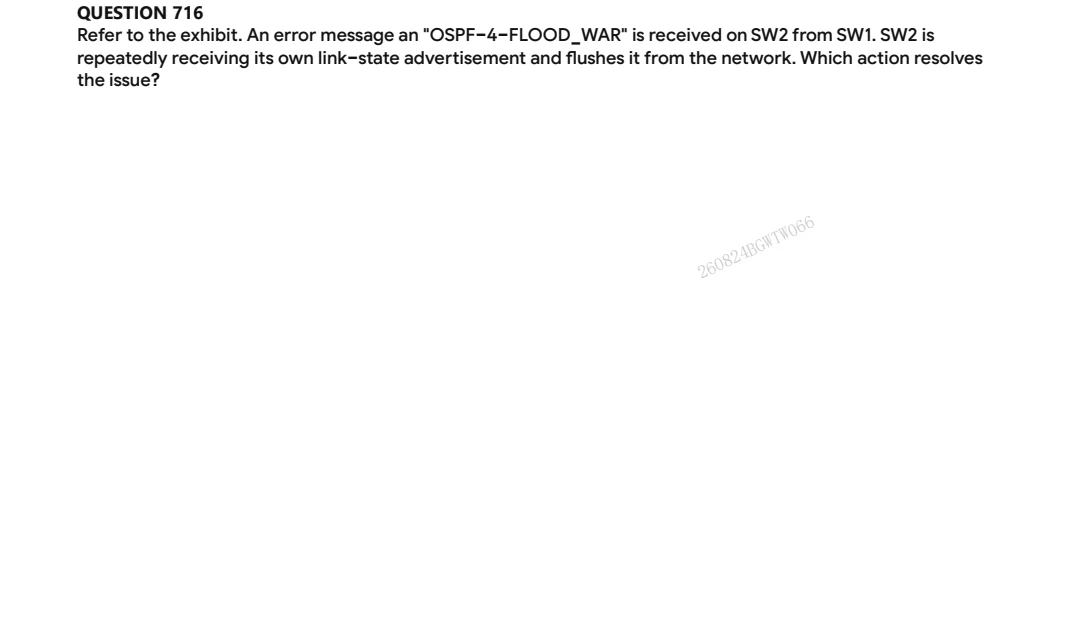 QUESTION 716
Refer to the exhibit. An error message an "OSPF-4-FLOOD_WAR" is received on SW2 from SW1. SW2 is
repeatedly receiving its own link-state advertisement and flushes it from the network. Which action resolves
the issue?
260824BGWTW066